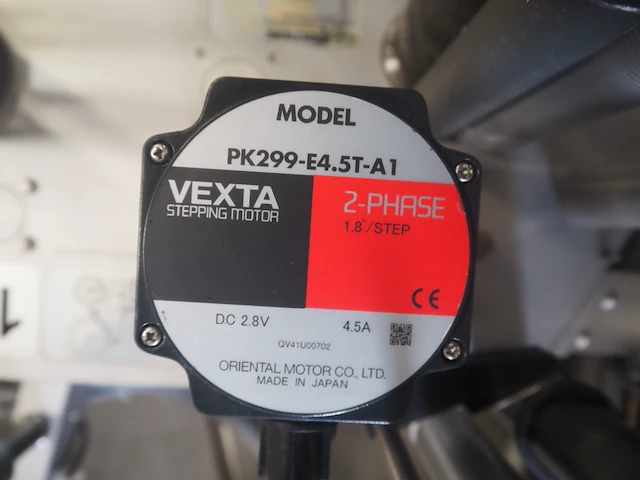 MODEL
PK299-E4.5T-A1
VEXTA
STEPPING MOTOR
2-PHASE
1.8°/STEP
CE
DC 2.8V 4.5A
QV41U00702
ORIENTAL MOTOR CO., LTD.
MADE IN JAPAN